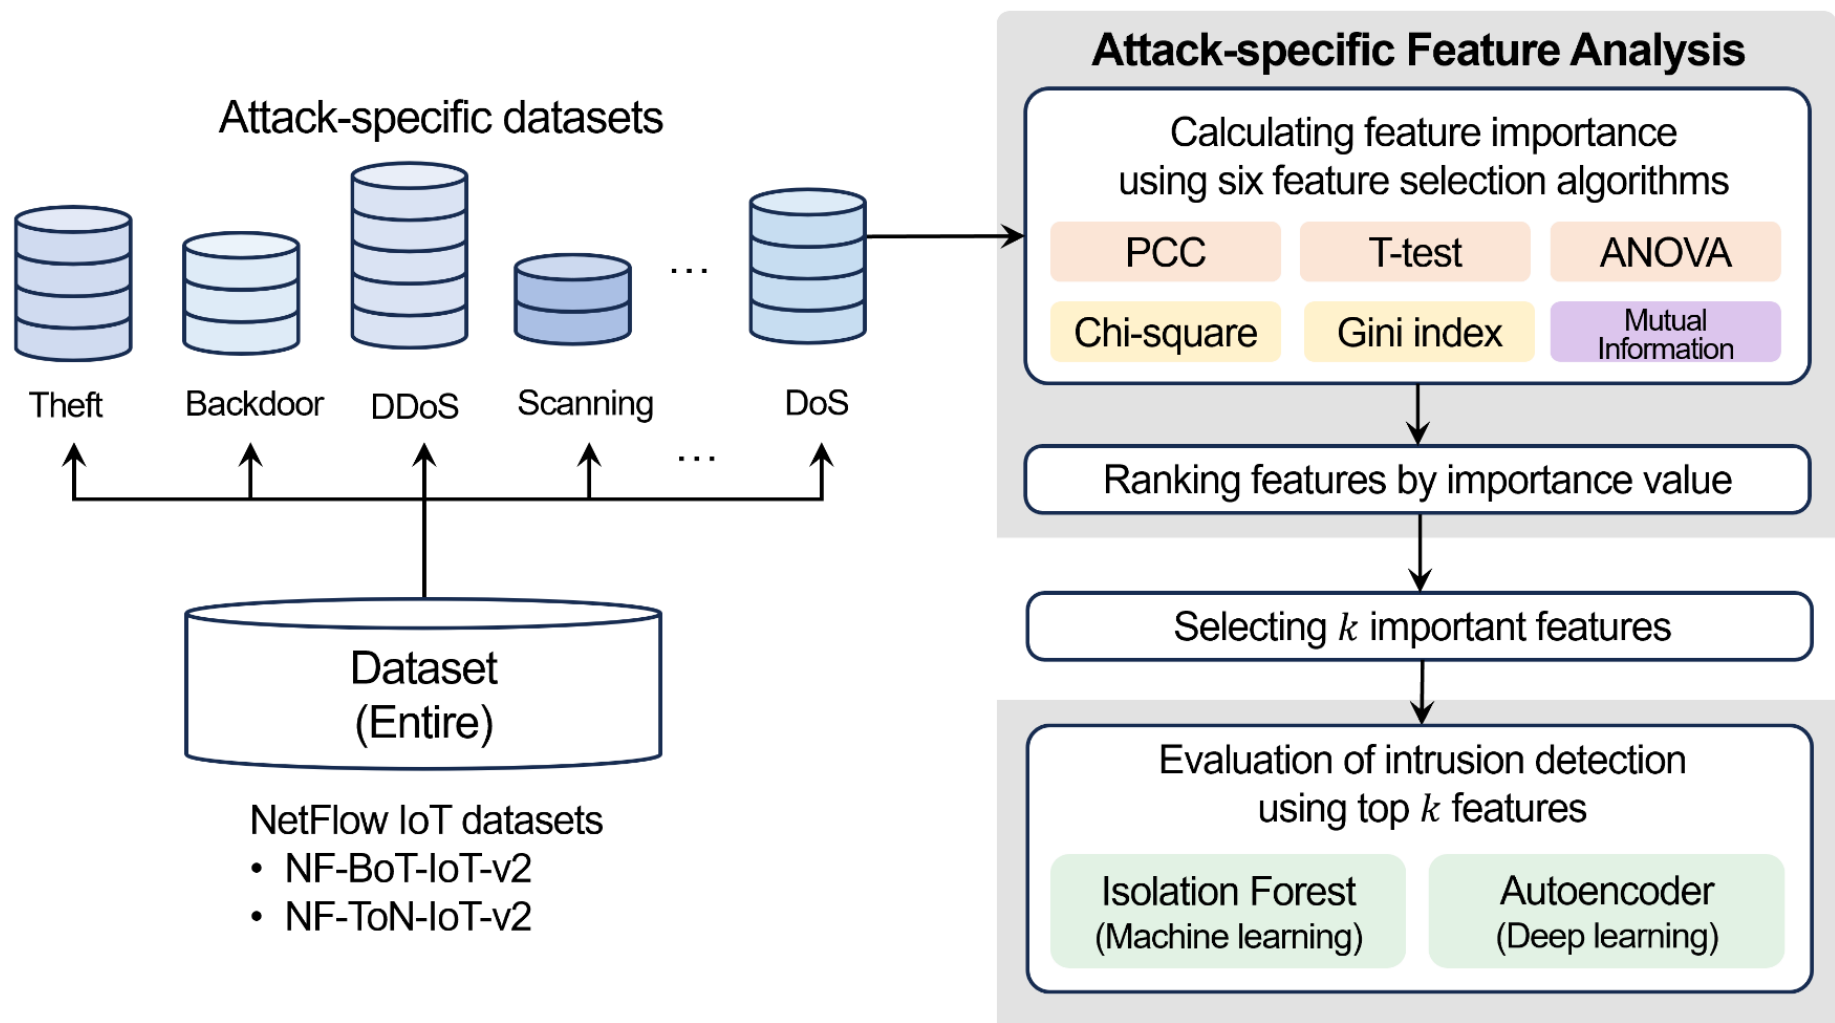 Attack-specific datasets
Theft
Backdoor
DDoS
Scanning
...
DoS
...
Dataset
(Entire)
NetFlow IoT datasets
• NF-BoT-IoT-v2
• NF-ToN-IoT-v2
Attack-specific Feature Analysis
Calculating feature importance
using six feature selection algorithms
PCC
T-test
ANOVA
Chi-square
Gini index
Mutual
Information
Ranking features by importance value
Selecting k important features
Evaluation of intrusion detection
using top k features
Isolation Forest
(Machine learning)
Autoencoder
(Deep learning)